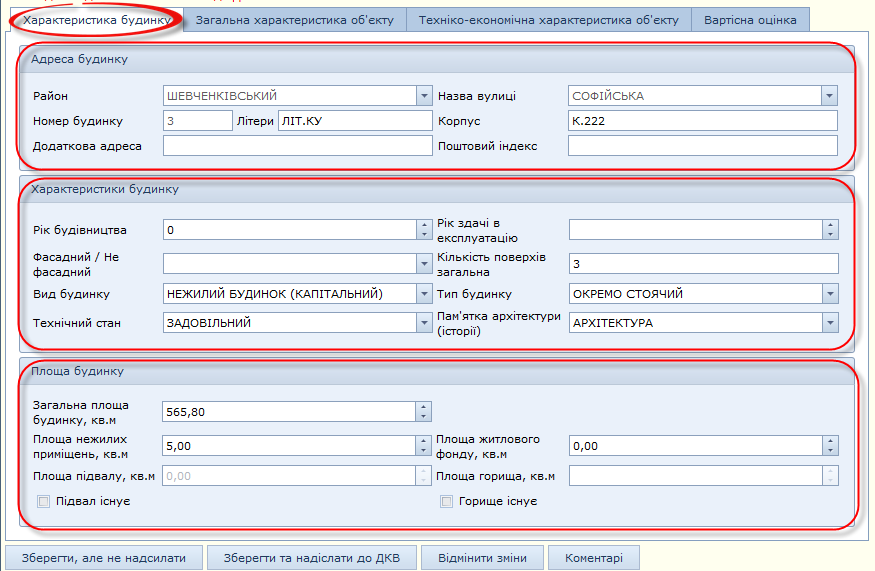 Характеристика будинку Загальна характеристика об'єкту Техніко-економічна характеристика об'єкту Вартісна оцінка
Адреса будинку
Район ШЕВЧЕНКІВСЬКИЙ Назва вулиці СОФІЙСЬКА
Номер будинку 3 Літери ЛІТ.КУ Корпус К.222
Додаткова адреса Поштовий індекс
Характеристики будинку
Рік будівництва 0 Рік здачі в
експлуатацію
Фасадний / Не
фасадний
Кількість поверхів
загальна 3
Вид будинку НЕЖИЛИЙ БУДИНОК (КАПІТАЛЬНИЙ) Тип будинку ОКРЕМО СТОЯЧИЙ
Технічний стан ЗАДОВІЛЬНИЙ Пам'ятка архітектури
(історії) АРХІТЕКТУРА
Площа будинку
Загальна площа
будинку, кв.м 565,80
Площа нежилих
приміщень, кв.м 5,00
Площа житлового
фонду, кв.м 0,00
Площа підвалу, кв.м 0,00 Площа горища, кв.м
Підвал існує Горище існує
Зберегти, але не надсилати Зберегти та надіслати до ДКВ Відмінити зміни Коментарі